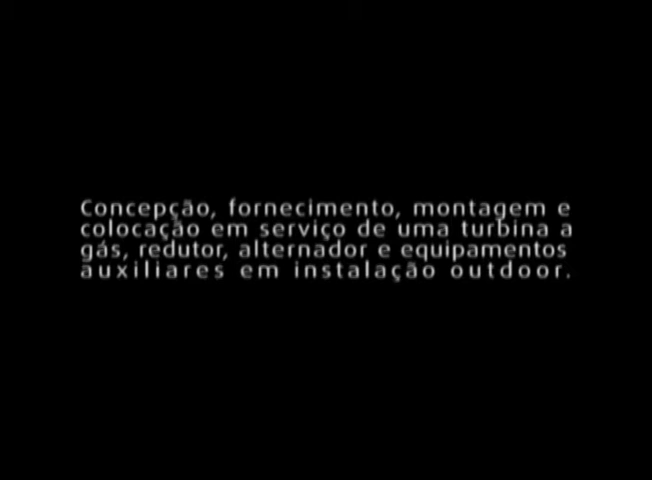 Concepção, fornecimento, montagem e
colocação em serviço de uma turbina a
gás, redutor, alternador e equipamentos
auxiliares em instalação outdoor.